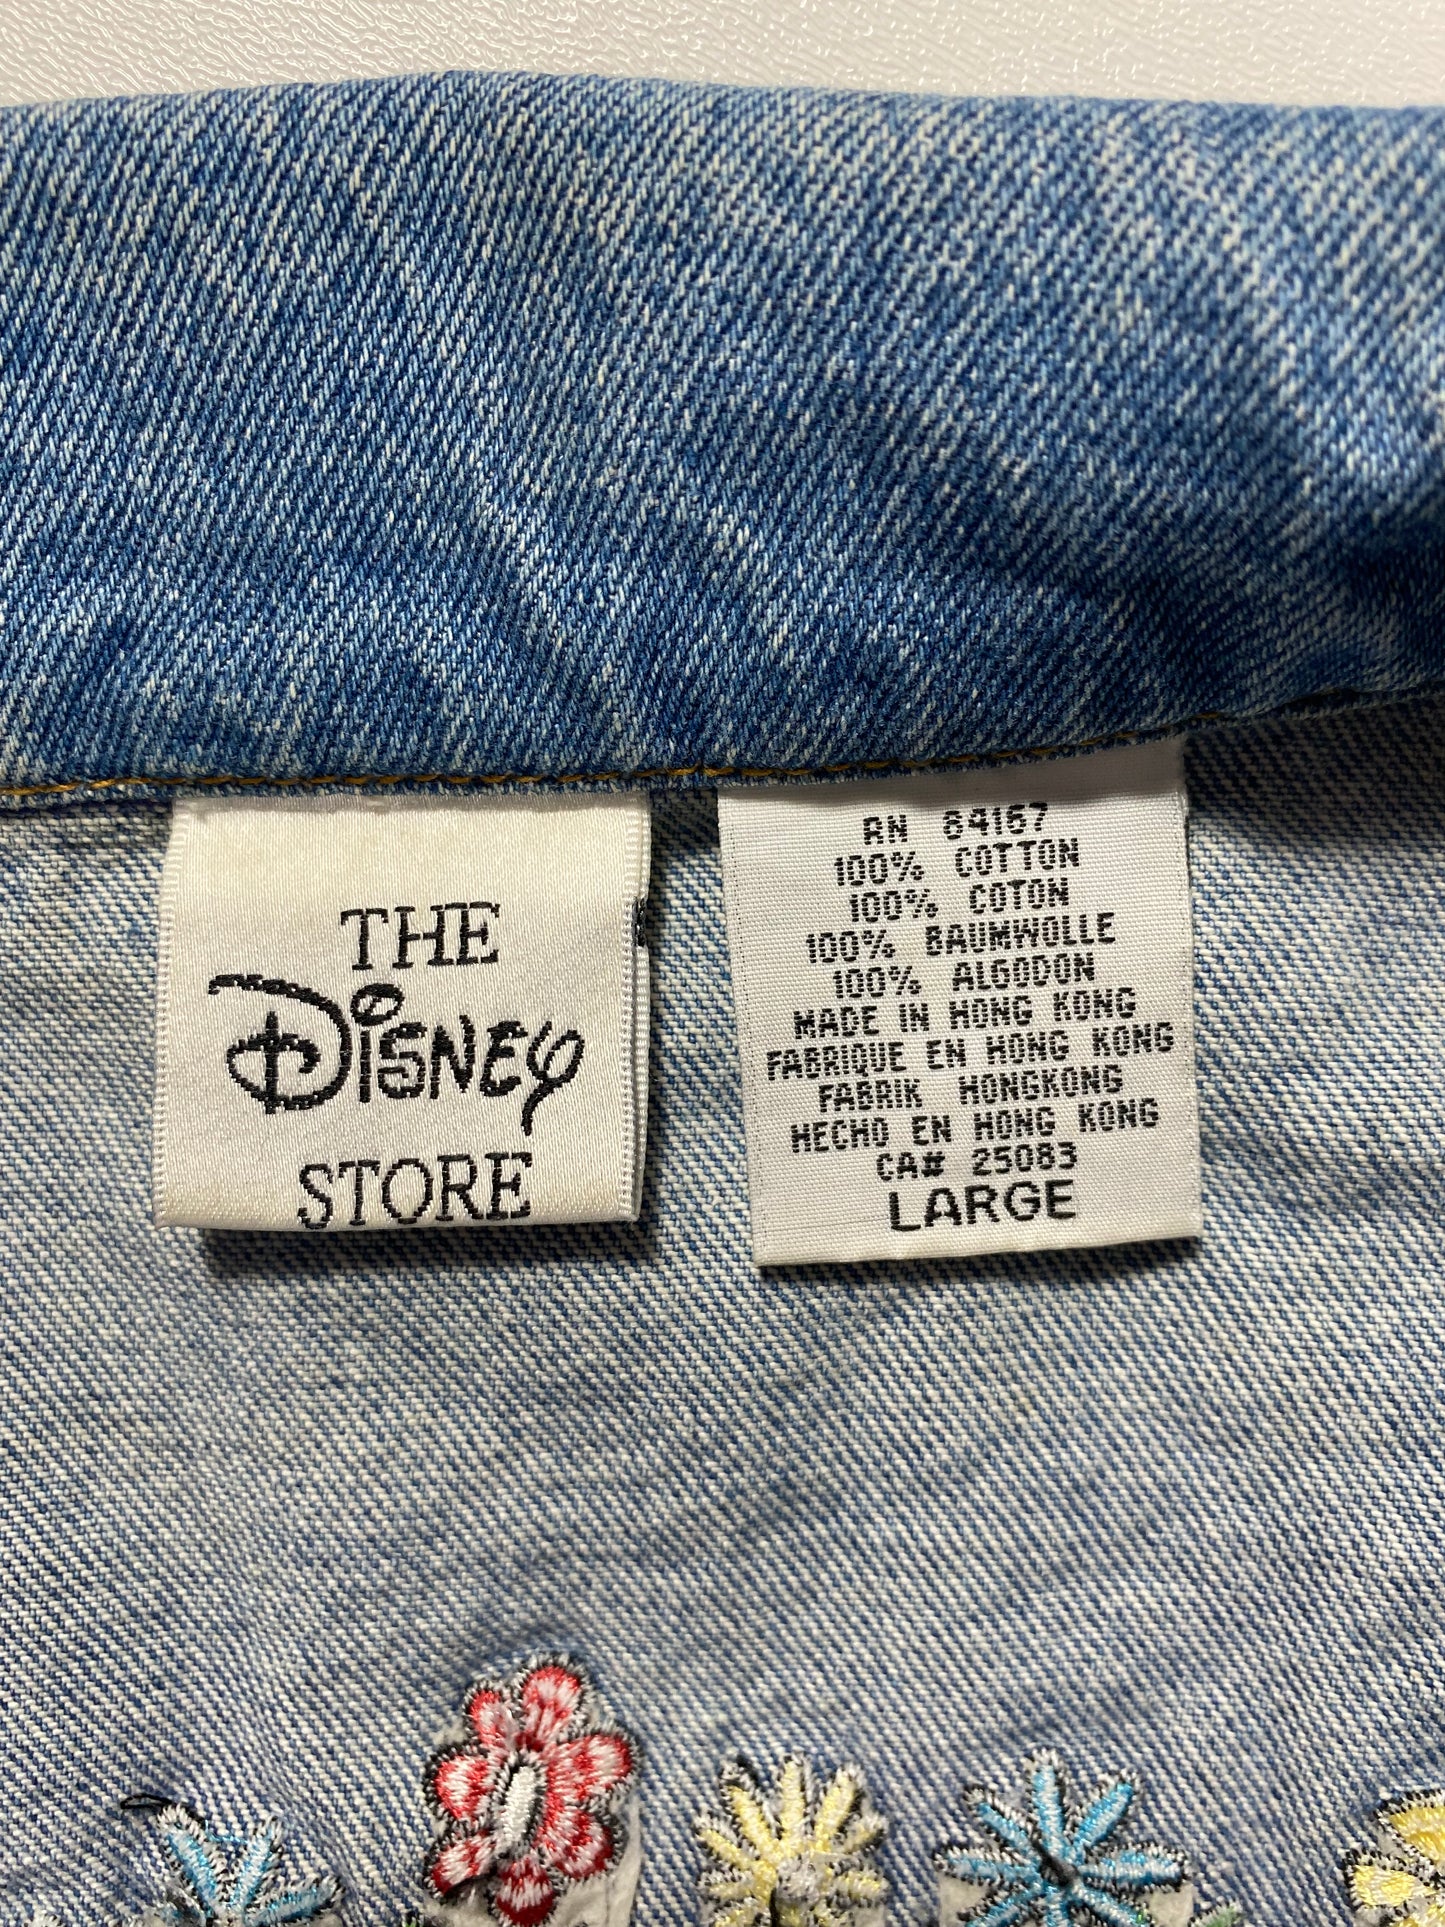 THE
Disney
STORE
RN 84167
100% COTTON
100% COTON
100% BAUMWOLLE
100% ALGODON
MADE IN HONG KONG
FABRIQUE EN HONG KONG
FABRIK HONGKONG
HECHO EN HONG KONG
CA# 25083
LARGE